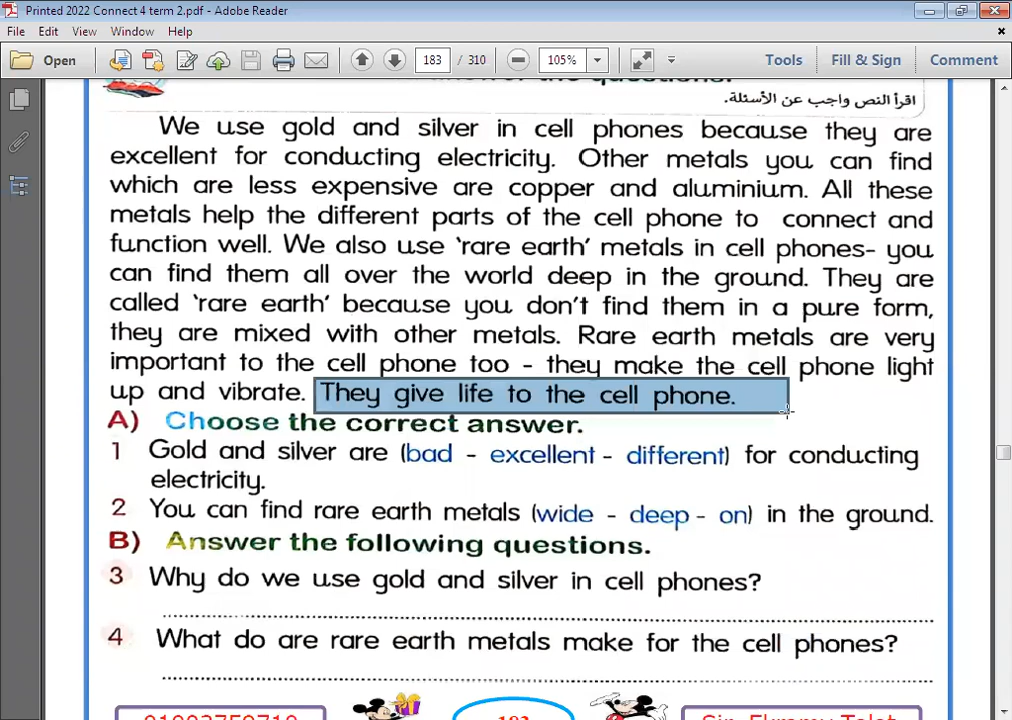 Printed 2022 Connect 4 term 2.pdf - Adobe Reader
File Edit View Window Help
Open 183 / 310 105% Tools Fill & Sign Comment
answer the questions.
اقرأ النص واجب عن الأسئلة.
We use gold and silver in cell phones because they are
excellent for conducting electricity. Other metals you can find
which are less expensive are copper and aluminium. All these
metals help the different parts of the cell phone to connect and
function well. We also use ‘rare earth’ metals in cell phones- you
can find them all over the world deep in the ground. They are
called ‘rare earth’ because you don’t find them in a pure form,
they are mixed with other metals. Rare earth metals are very
important to the cell phone too - they make the cell phone light
up and vibrate. They give life to the cell phone.
A) Choose the correct answer.
1 Gold and silver are (bad - excellent - different) for conducting
electricity.
2 You can find rare earth metals (wide - deep - on) in the ground.
B) Answer the following questions.
3 Why do we use gold and silver in cell phones?
4 What do are rare earth metals make for the cell phones?
183